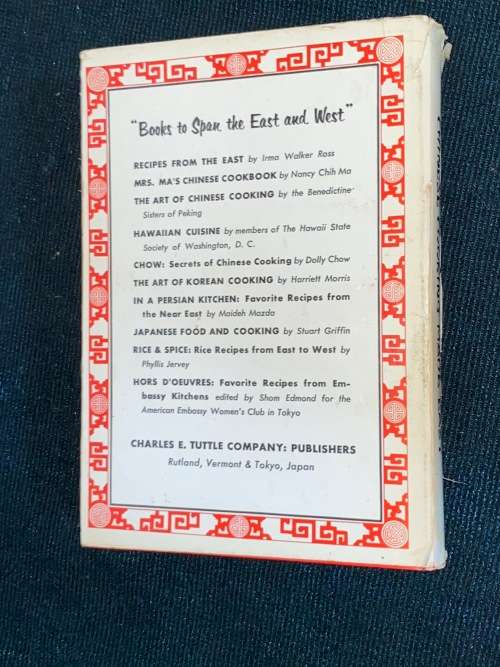 "Books to Span the East and West"
RECIPES FROM THE EAST by Irma Walker Ross
MRS. MA'S CHINESE COOKBOOK by Nancy Chih Ma
THE ART OF CHINESE COOKING by the Benedictine
Sisters of Peking
HAWAIIAN CUISINE by members of The Hawaii State
Society of Washington, D. C.
CHOW: Secrets of Chinese Cooking by Dolly Chow
THE ART OF KOREAN COOKING by Harriett Morris
IN A PERSIAN KITCHEN: Favorite Recipes from
the Near East by Maideh Mazda
JAPANESE FOOD AND COOKING by Stuart Griffin
RICE & SPICE: Rice Recipes from East to West by
Phyllis Jervey
HORS D'OEUVRES: Favorite Recipes from Em-
bassy Kitchens edited by Shom Edmond for the
American Embassy Women's Club in Tokyo
CHARLES E. TUTTLE COMPANY: PUBLISHERS
Rutland, Vermont & Tokyo, Japan